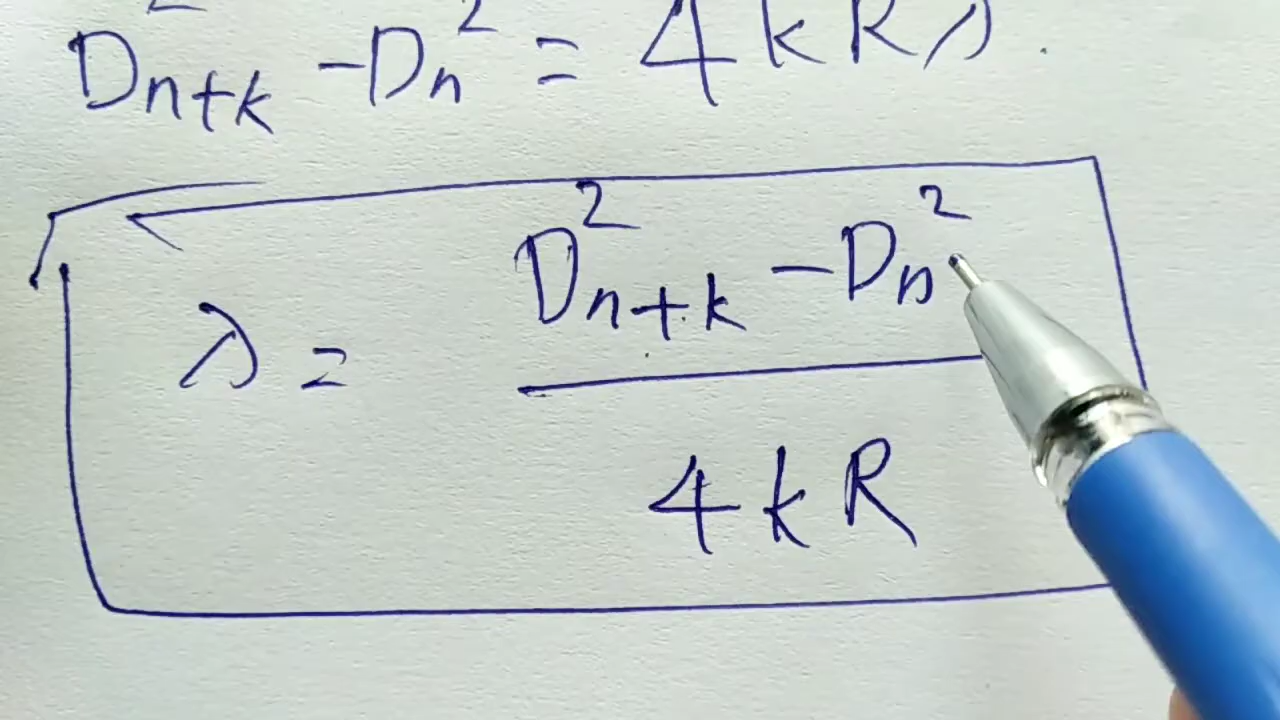 D²ₙ₊ₖ - Dₙ² = 4kRλ.
λ = (D²ₙ₊ₖ - Dₙ²) / 4kR